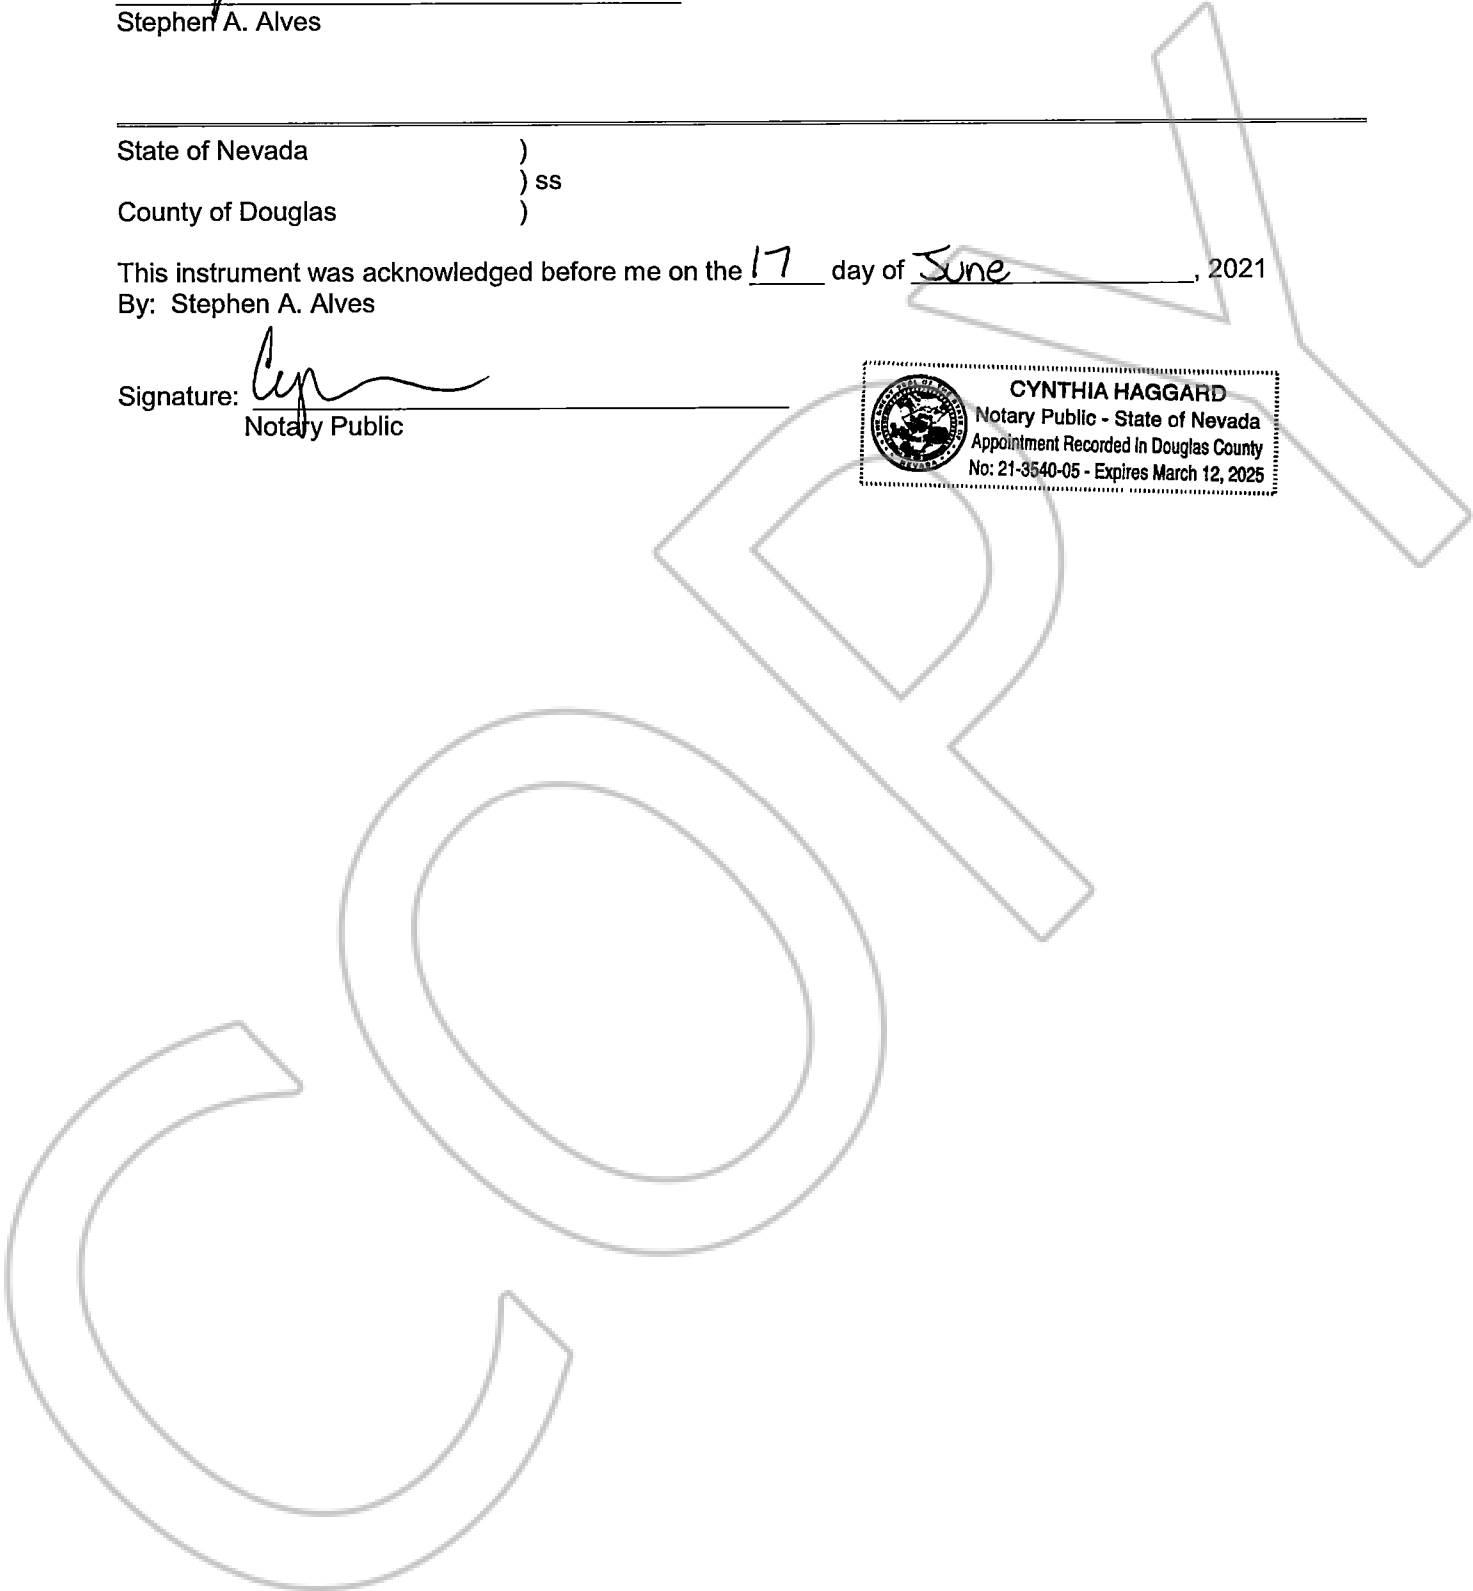 Stephen A. Alves
State of Nevada )
) ss
County of Douglas )
This instrument was acknowledged before me on the 17 day of June, 2021
By: Stephen A. Alves
Signature:
Notary Public
CYNTHIA HAGGARD
Notary Public - State of Nevada
Appointment Recorded in Douglas County
No: 21-3540-05 - Expires March 12, 2025
NEVADA
COPY